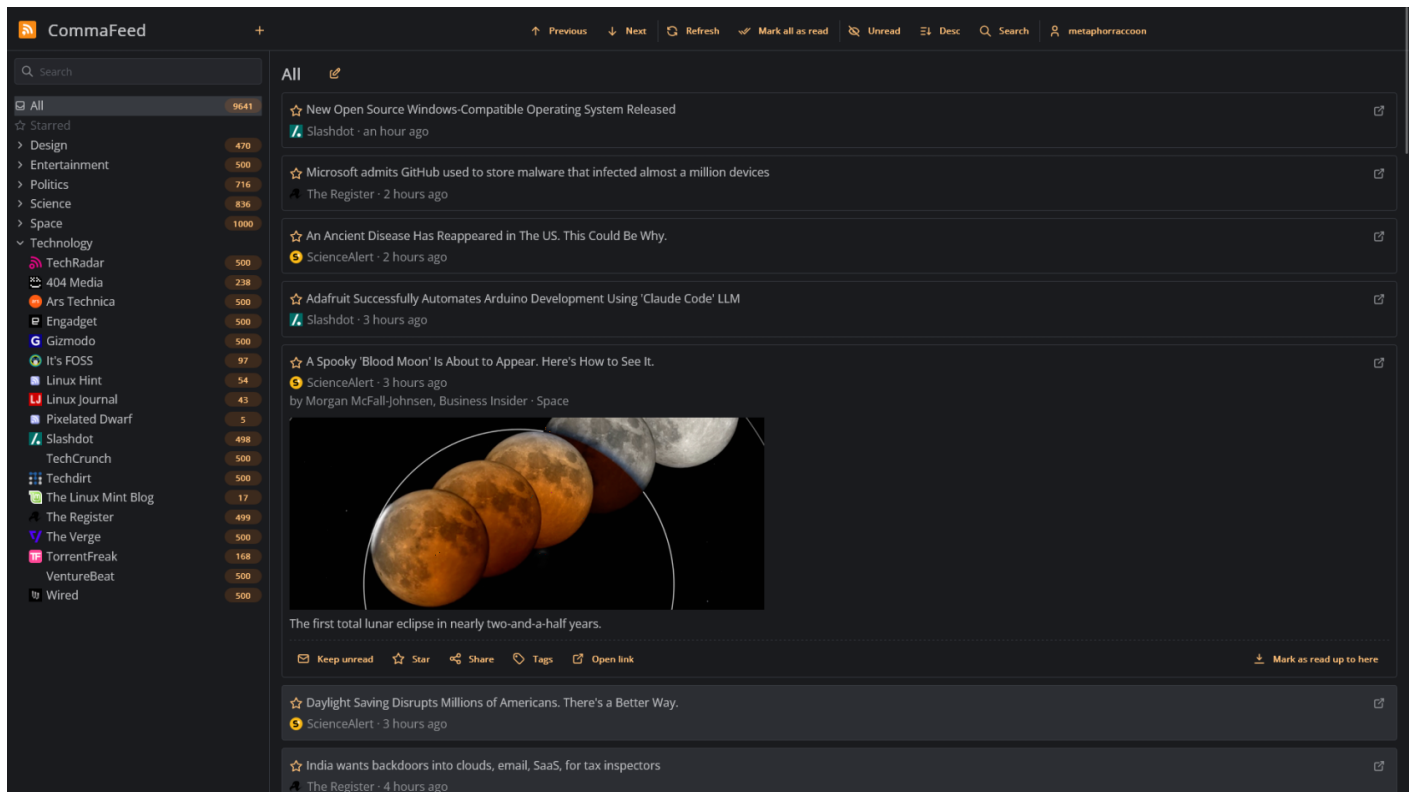 CommaFeed
Previous Next Refresh Mark all as read Unread Desc Search metaphorraccoon
Search
All 9641
Starred
Design 470
Entertainment 500
Politics 716
Science 836
Space 1000
Technology
TechRadar 500
404 Media 238
Ars Technica 500
Engadget 500
Gizmodo 500
It's FOSS 97
Linux Hint 54
Linux Journal 43
Pixelated Dwarf 5
Slashdot 498
TechCrunch 500
Techdirt 500
The Linux Mint Blog 17
The Register 499
The Verge 500
TorrentFreak 168
VentureBeat 500
Wired 500
All
New Open Source Windows-Compatible Operating System Released
Slashdot · an hour ago
Microsoft admits GitHub used to store malware that infected almost a million devices
The Register · 2 hours ago
An Ancient Disease Has Reappeared in The US. This Could Be Why.
ScienceAlert · 2 hours ago
Adafruit Successfully Automates Arduino Development Using 'Claude Code' LLM
Slashdot · 3 hours ago
A Spooky 'Blood Moon' Is About to Appear. Here's How to See It.
ScienceAlert · 3 hours ago
by Morgan McFall-Johnsen, Business Insider · Space
The first total lunar eclipse in nearly two-and-a-half years.
Keep unread Star Share Tags Open link Mark as read up to here
Daylight Saving Disrupts Millions of Americans. There's a Better Way.
ScienceAlert · 3 hours ago
India wants backdoors into clouds, email, SaaS, for tax inspectors
The Register · 4 hours ago